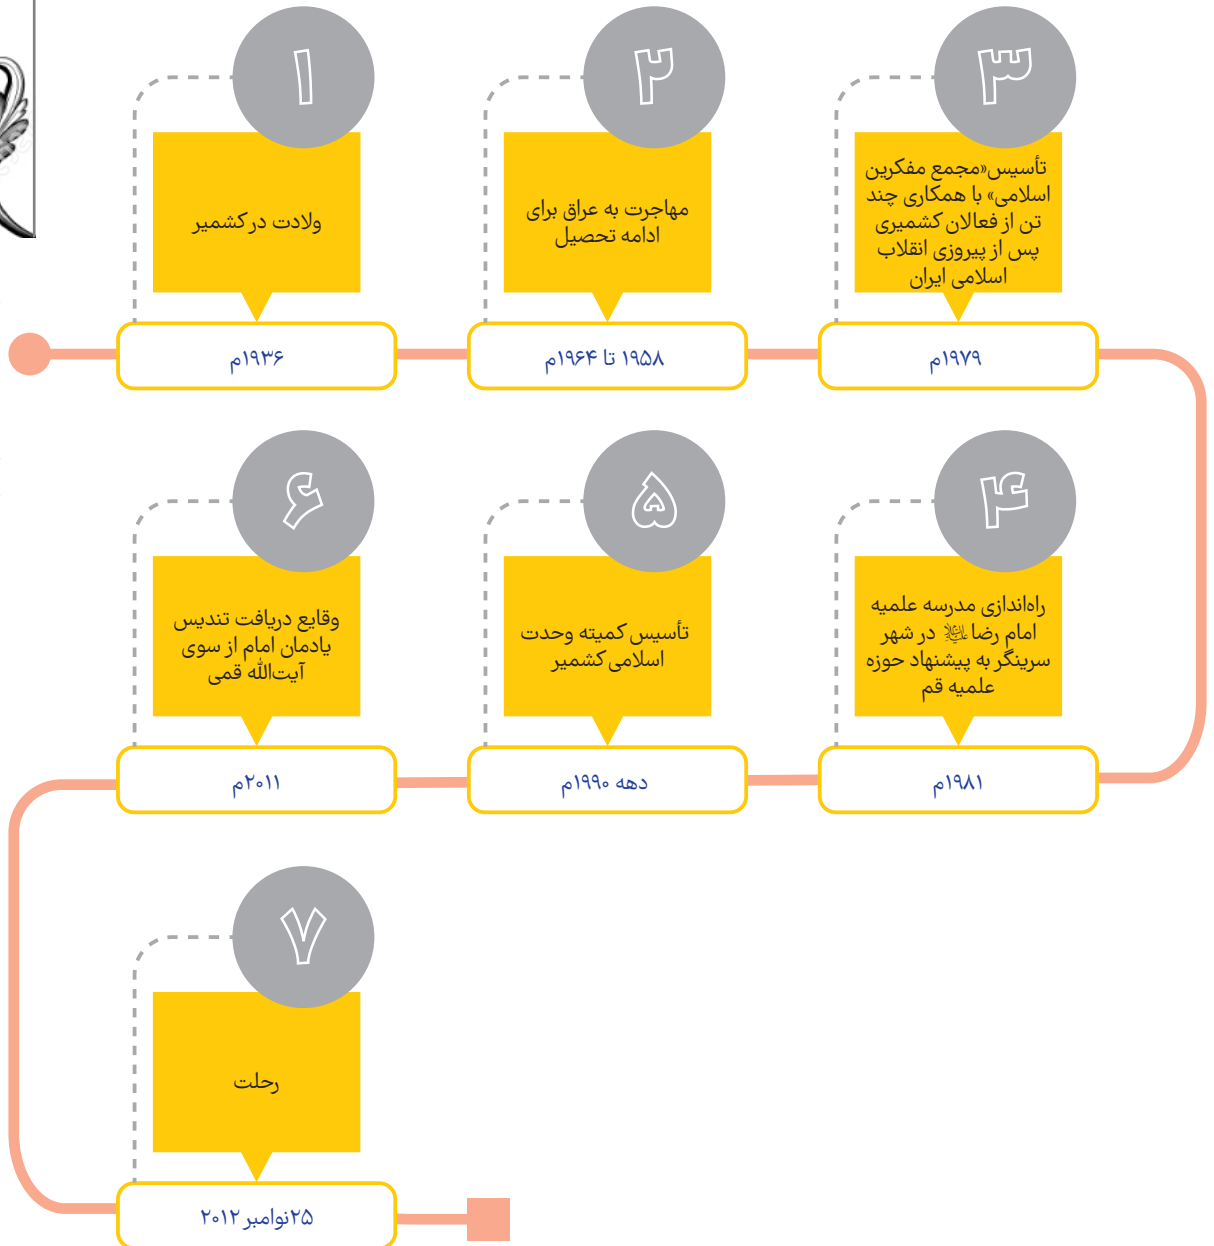 ۱
ولادت در کشمیر
۱۹۳۶م
۲
مهاجرت به عراق برای
ادامه تحصیل
۱۹۵۸ تا ۱۹۶۴م
۳
تأسیس«مجمع مفکرین
اسلامی» با همکاری چند
تن از فعالان کشمیری
پس از پیروزی انقلاب
اسلامی ایران
۱۹۷۹م
۴
راه‌اندازی مدرسه علمیه
امام رضا علیه‌السلام در شهر
سرینگر به پیشنهاد حوزه
علمیه قم
۱۹۸۱م
۵
تأسیس کمیته وحدت
اسلامی کشمیر
دهه ۱۹۹۰م
۶
وقایع دریافت تندیس
یادمان امام از سوی
آیت‌الله قمی
۲۰۱۱م
۷
رحلت
۲۵نوامبر ۲۰۱۲